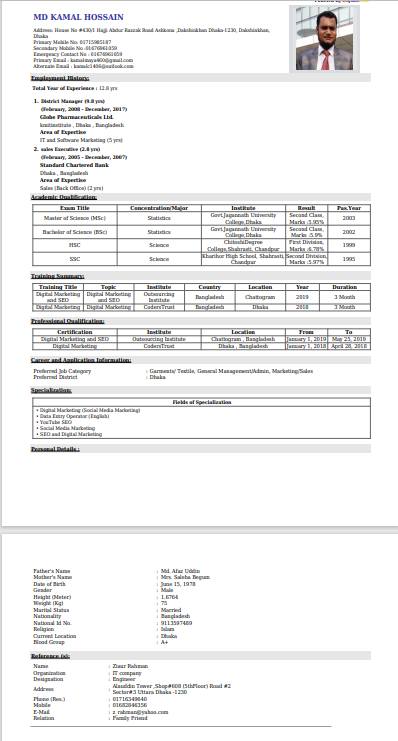 MD KAMAL HOSSAIN
Address: House No #430/1 Hajji Abdur Razzak Road Askona ,Dakshinkhan Dhaka-1230, Dakshinkhan,
Dhaka
Primary Mobile No: 01715985187
Secondary Mobile :01676961059
Emergency Contact No : 01676961059
Primary Email : kamalmaya460@gmail.com
Alternate Email : kamalc1406@outlook.com
Employment History:
Total Year of Experience : 12.8 yrs
1. District Manager (9.8 yrs)
(February, 2008 - December, 2017)
Globe Pharmaceuticals Ltd.
, Dhaka , Bangladesh
Area of Expertise
IT and Software Marketing (5 yrs)
2. sales Executive (2.8 yrs)
(February, 2005 - December, 2007)
Standard Chartered Bank
Dhaka , Bangladesh
Area of Expertise
Sales (Back Office) (2 yrs)
Academic Qualification:
Exam Title Concentration/Major Institute Result Pas.Year
Master of Science (MSc) Statistics Govt.Jagannath University College,Dhaka Second Class, Marks :5.95% 2003
Bachelor of Science (BSc) Statistics Govt.Jagannath University College,Dhaka Second Class, Marks :5.9% 2002
HSC Science ChitoshiDegree College,Shahrasti, Chandpur First Division, Marks :6.78% 1999
SSC Science Kharihor High School, Shahrasti, Chandpur Second Division, Marks :5.97% 1995
Training Summary:
Training Title Topic Institute Country Location Year Duration
Digital Marketing and SEO Digital Marketing and SEO Outsourcing Institute Bangladesh Chattogram 2019 3 Month
Digital Marketing Digital Marketing CodersTrust Bangladesh Dhaka 2018 3 Month
Professional Qualification:
Certification Institute Location From To
Digital Marketing and SEO Outsourcing Institute Chattogram , Bangladesh January 1, 2019 May 25, 2019
Digital Marketing CodersTrust Dhaka , Bangladesh January 1, 2018 April 28, 2018
Career and Application Information:
Preferred Job Category : Garments/ Textile, General Management/Admin, Marketing/Sales
Preferred District : Dhaka
Specialization:
Fields of Specialization
• Digital Marketing (Social Media Marketing)
• Data Entry Operator (English)
• YouTube SEO
• Social Media Marketing
• SEO and Digital Marketing
Personal Details :
Father's Name : Md. Afaz Uddin
Mother's Name : Mrs. Saleha Begum
Date of Birth : June 15, 1978
Gender : Male
Height (Meter) : 1.6764
Weight (Kg) : 75
Marital Status : Married
Nationality : Bangladesh
National Id No. : 9113597489
Religion : Islam
Current Location : Dhaka
Blood Group : A+
Reference (s):
Name : Ziaur Rahman
Organization : IT company
Designation : Engineer
Address : Alauddin Tower ,Shop#608 (5thFloor) Road #2
Sector#3 Uttara Dhaka -1230
Phone (Res.) : 01716349640
Mobile : 01682846356
E-Mail : z_rahman@yahoo.com
Relation : Family Friend